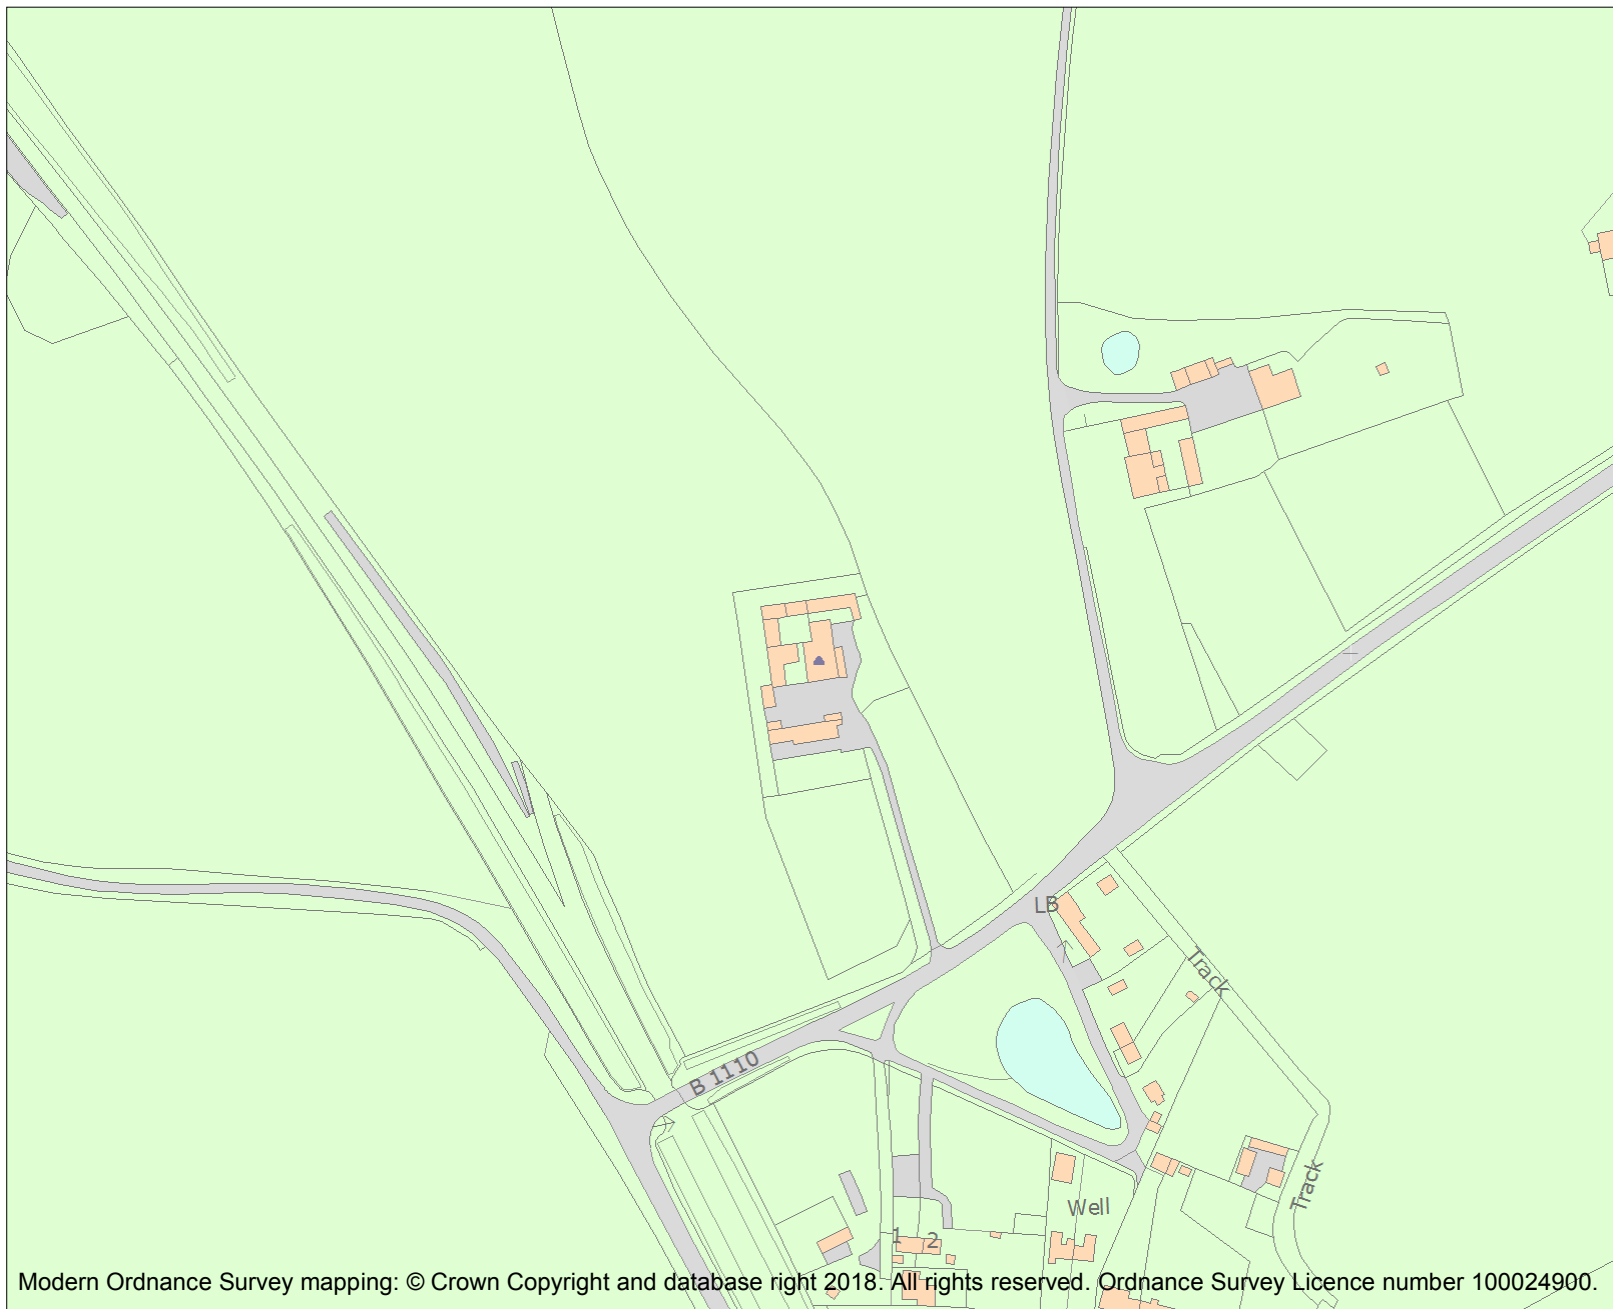 LB
Track
B 1110
Track
Well
1 2
Modern Ordnance Survey mapping: © Crown Copyright and database right 2018. All rights reserved. Ordnance Survey Licence number 100024900.